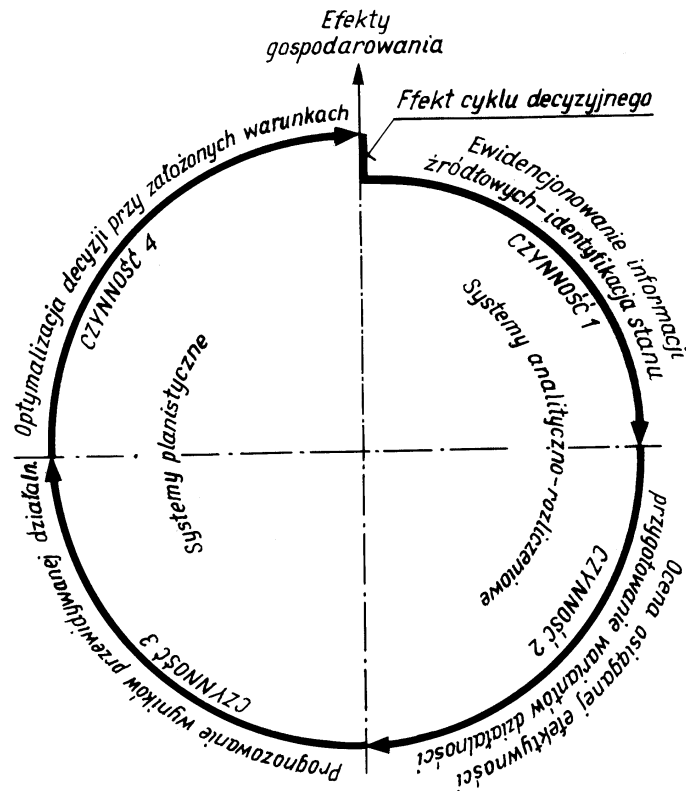 Efekty
gospodarowania
Ffekt cyklu decyzyjnego
Ewidencjonowanie informacji
źródłowych-identyfikacja stanu
CZYNNOŚĆ 1
Systemy analityczno-rozliczeniowe
CZYNNOŚĆ 2
przygotowanie wariantów działalności
Ocena osiąganej efektywności
Prognozowanie wyników przewidywanej działaln.
CZYNNOŚĆ 3
Systemy planistyczne
Optymalizacja decyzji przy założonych warunkach
CZYNNOŚĆ 4